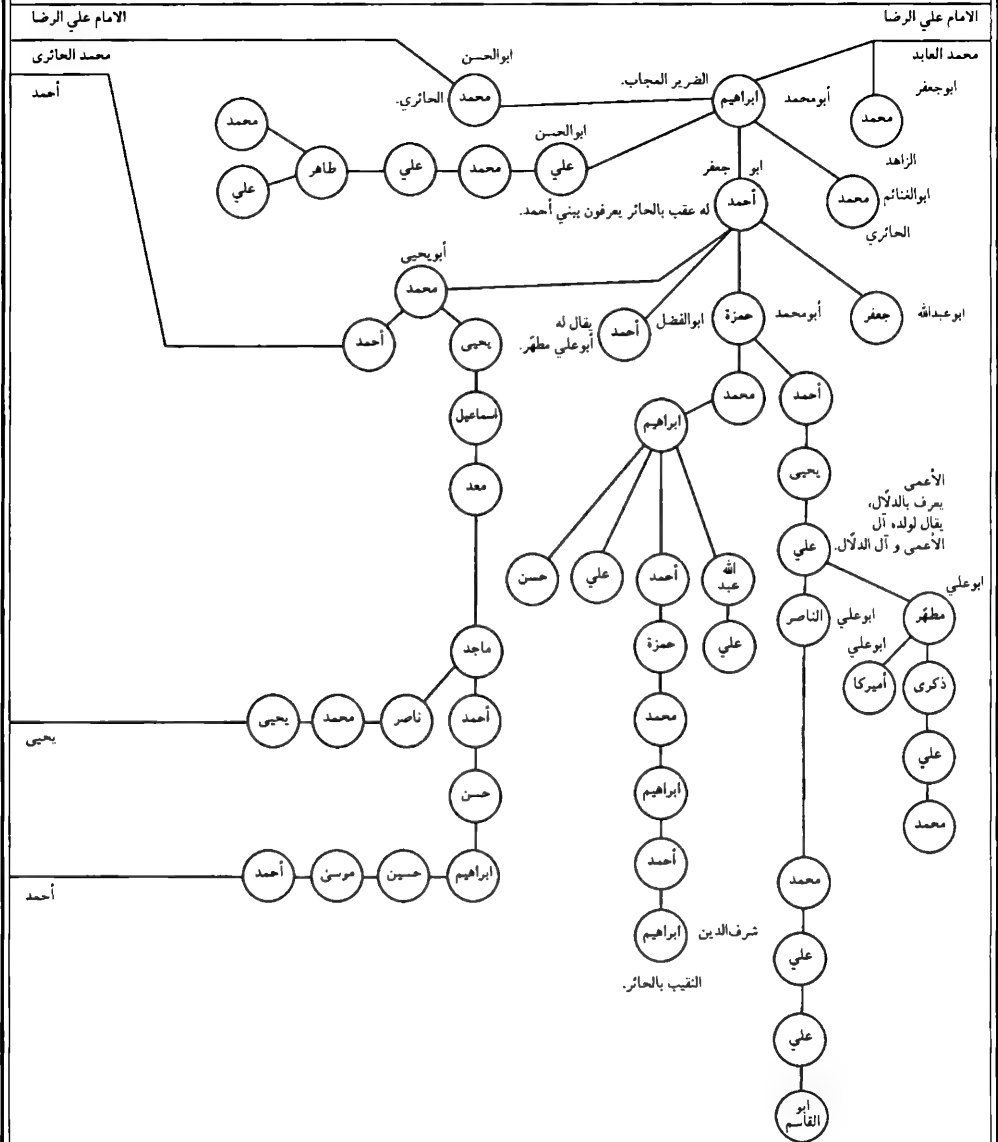 الامام علي الرضا
الامام علي الرضا
محمد العابد
محمد الحائرى
أحمد
ابوجعفر
محمد
الزاهد
أبومحمد
ابراهيم
الضرير المجاب.
ابوالحسن
محمد
الحائري.
ابوالحسن
علي
محمد
علي
طاهر
محمد
علي
ابوالغنائم
محمد
الحائري
ابو جعفر
أحمد
له عقب بالحائر يعرفون ببني أحمد.
ابوعبدالله
جعفر
أبومحمد
حمزة
ابوالفضل
أحمد
يقال له
أبوعلي مطهّر.
أبويحيى
محمد
أحمد
يحيى
اسماعيل
معد
ماجد
ناصر
محمد
يحيى
يحيى
أحمد
حسن
ابراهيم
حسين
موسىٰ
أحمد
أحمد
محمد
ابراهيم
حسن
علي
أحمد
عبد
الله
علي
حمزة
محمد
ابراهيم
أحمد
ابراهيم
شرف‌الدين
النقيب بالحائر.
أحمد
يحيى
علي
الأعمى
يعرف بالدلّال،
يقال لولده آل
الأعمى و آل الدلّال.
ابوعلي
مطهّر
ابوعلي
أميركا
ذكرى
علي
محمد
ابوعلي
الناصر
محمد
علي
علي
ابو
القاسم